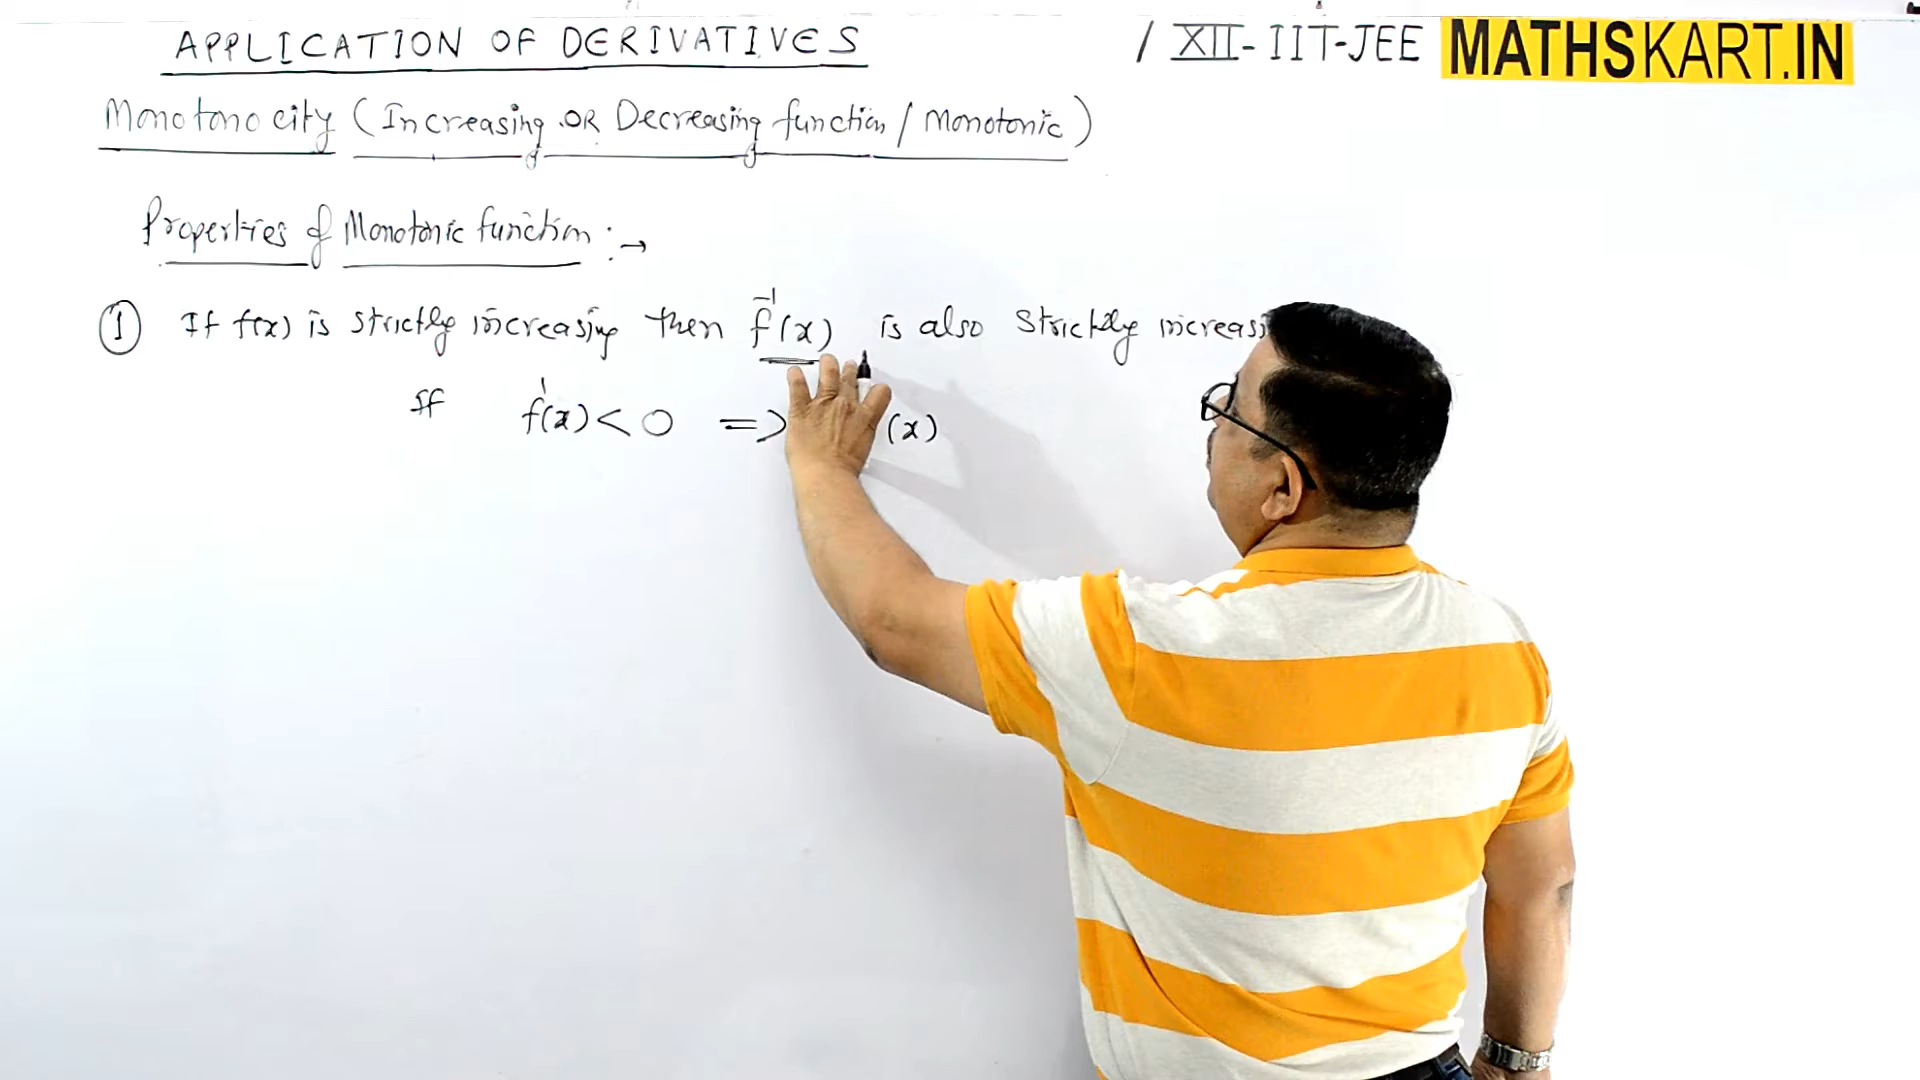 APPLICATION OF DERIVATIVES / XII - IIT-JEE MATHSKART.IN
Monotonocity (Increasing OR Decreasing function / Monotonic)
Properties of Monotonic function :→
① If f(x) is strictly increasing then f⁻¹(x) is also strictly
If f'(x) < 0 ⇒ (x)